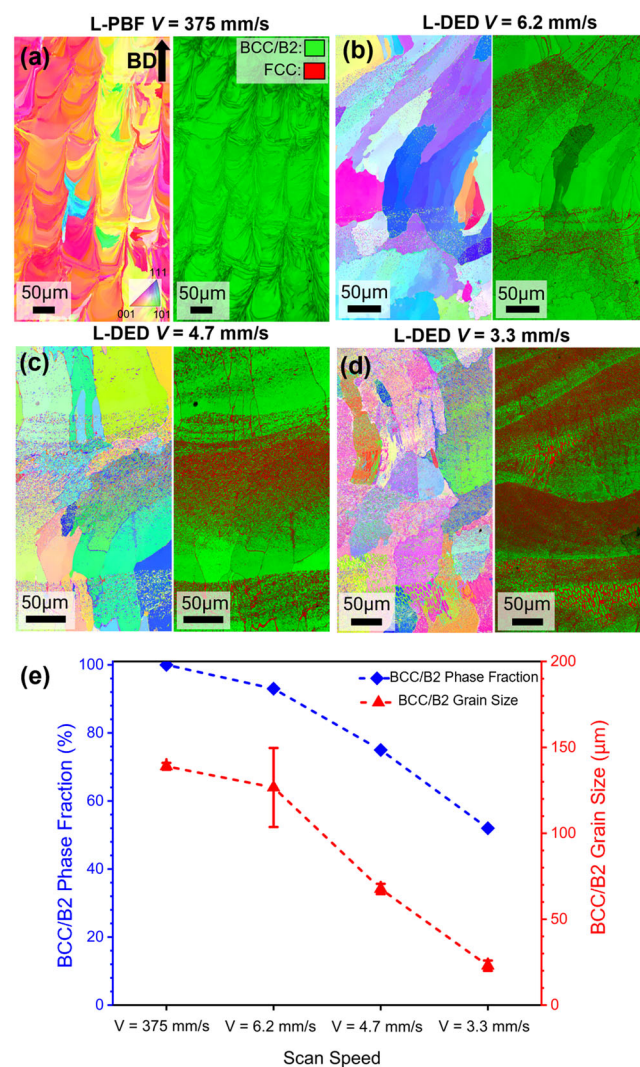 L-PBF V = 375 mm/s
L-DED V = 6.2 mm/s
(a)
BD
BCC/B2:
FCC:
(b)
50μm
111
001 101
50μm
50μm
50μm
L-DED V = 4.7 mm/s
L-DED V = 3.3 mm/s
(c)
(d)
50μm
50μm
50μm
50μm
(e)
BCC/B2 Phase Fraction
BCC/B2 Grain Size
100
80
60
40
20
0
200
150
100
50
0
BCC/B2 Phase Fraction (%)
BCC/B2 Grain Size (μm)
V = 375 mm/s V = 6.2 mm/s V = 4.7 mm/s V = 3.3 mm/s
Scan Speed